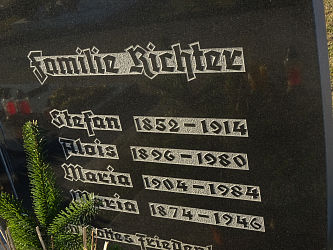 Familie Richter
Stefan 1852-1914
Alois 1896-1980
Maria 1904-1984
Maria 1874-1946